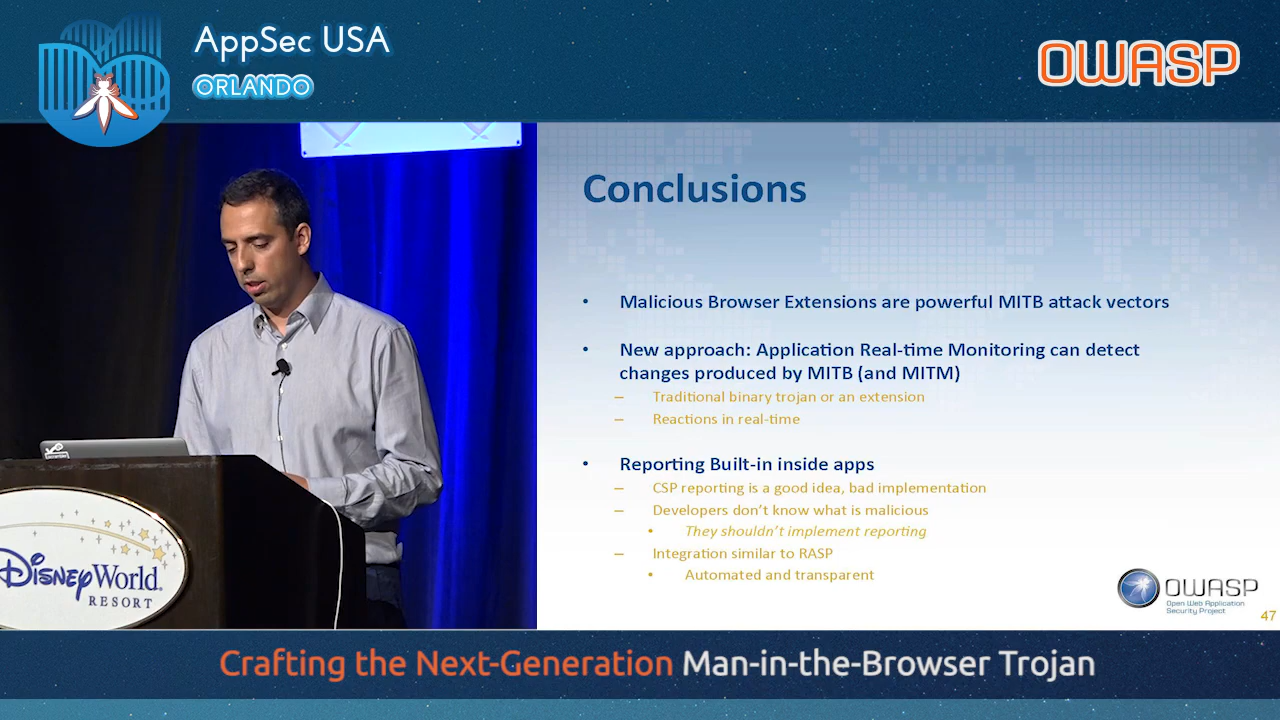 AppSec USA
ORLANDO
OWASP
Conclusions
• Malicious Browser Extensions are powerful MITB attack vectors
• New approach: Application Real-time Monitoring can detect
changes produced by MITB (and MITM)
– Traditional binary trojan or an extension
– Reactions in real-time
• Reporting Built-in inside apps
– CSP reporting is a good idea, bad implementation
– Developers don't know what is malicious
• They shouldn't implement reporting
– Integration similar to RASP
• Automated and transparent
DISNEY World.
RESORT
OWASP
Open Web Application
Security Project
47
Crafting the Next-Generation Man-in-the-Browser Trojan